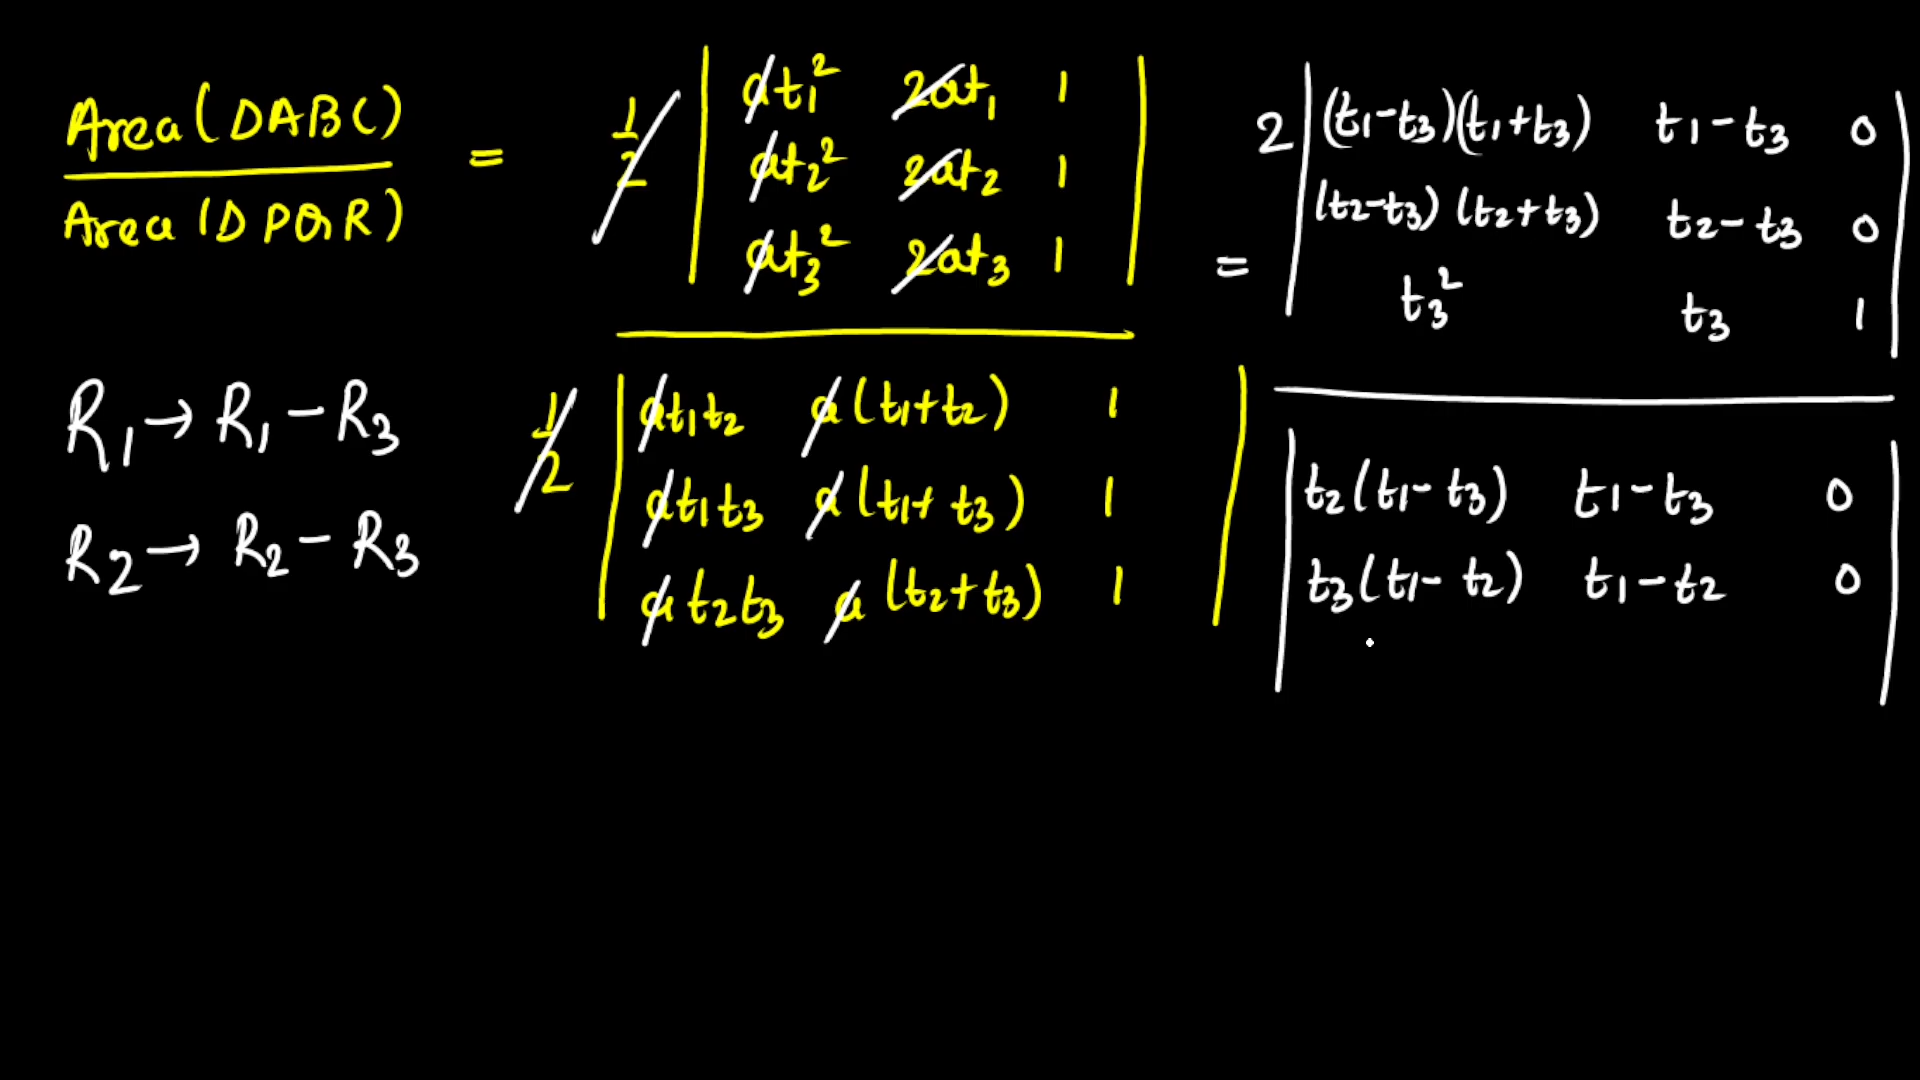 Area(DABC) / Area(DPQR) = 1/2 | at₁² 2at₁ 1 |
| at₂² 2at₂ 1 |
| at₃² 2at₃ 1 |
1/2 | at₁t₂ a(t₁+t₂) 1 |
| at₁t₃ a(t₁+t₃) 1 |
| at₂t₃ a(t₂+t₃) 1 |
= 2 | (t₁-t₃)(t₁+t₃) t₁-t₃ 0 |
| (t₂-t₃)(t₂+t₃) t₂-t₃ 0 |
| t₃² t₃ 1 |
| t₂(t₁-t₃) t₁-t₃ 0 |
| t₃(t₁-t₂) t₁-t₂ 0 |
R₁→R₁-R₃
R₂→R₂-R₃